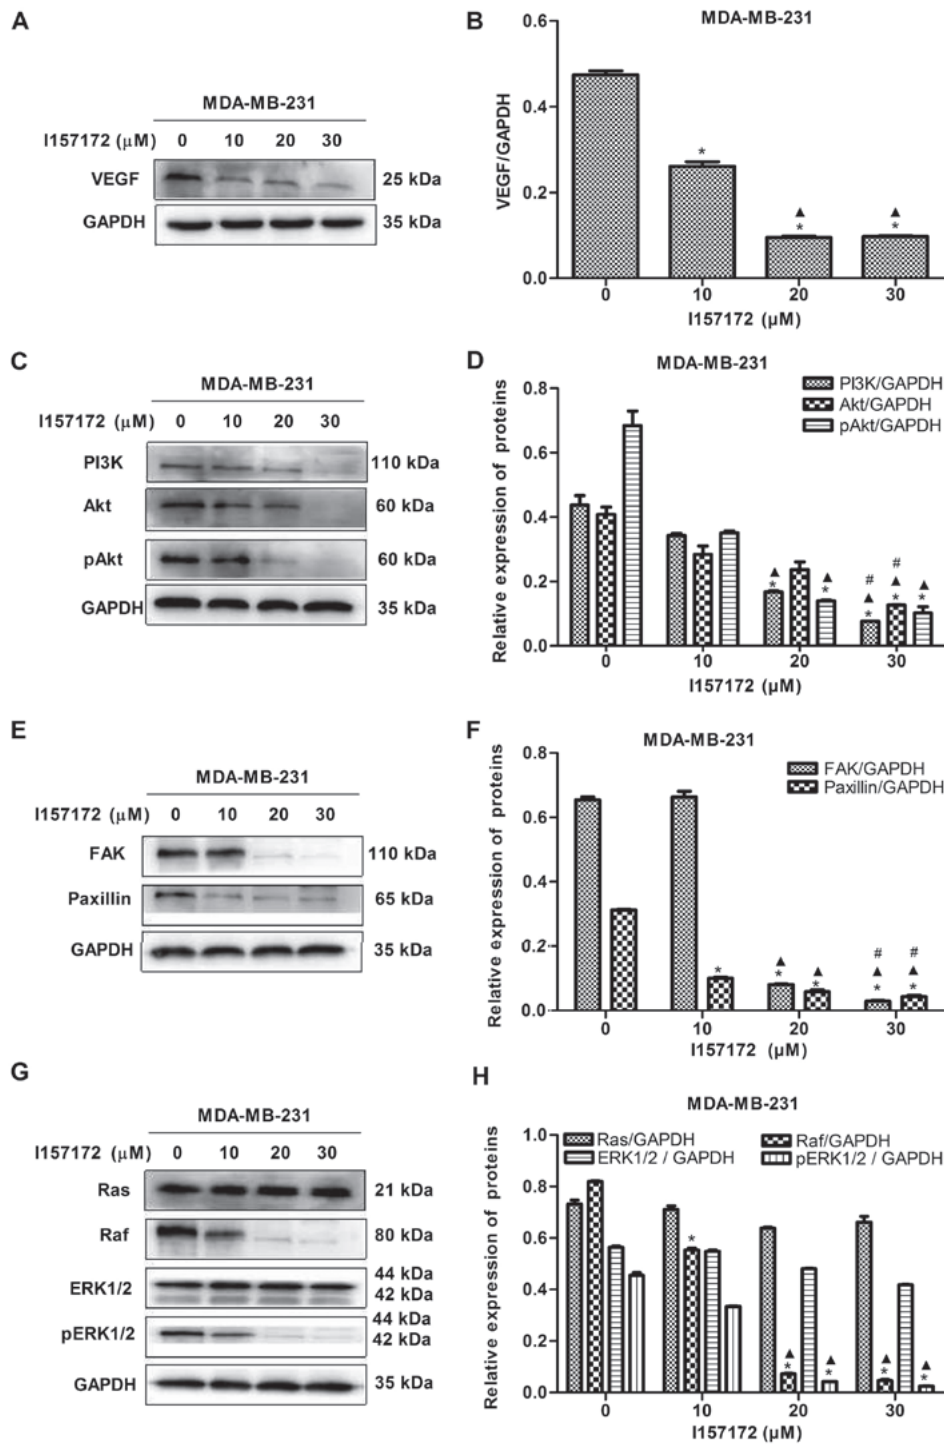 A
MDA-MB-231
I157172 (µM) 0 10 20 30
VEGF 25 kDa
GAPDH 35 kDa
B
MDA-MB-231
VEGF/GAPDH
0.6
0.4
0.2
0.0
*
▲
*
▲
*
0 10 20 30
I157172 (µM)
C
MDA-MB-231
I157172 (µM) 0 10 20 30
PI3K 110 kDa
Akt 60 kDa
pAkt 60 kDa
GAPDH 35 kDa
D
MDA-MB-231
PI3K/GAPDH
Akt/GAPDH
pAkt/GAPDH
Relative expression of proteins
0.8
0.6
0.4
0.2
0.0
▲ ▲
* *
# #
▲ ▲ ▲
* * *
0 10 20 30
I157172 (µM)
E
MDA-MB-231
I157172 (µM) 0 10 20 30
FAK 110 kDa
Paxillin 65 kDa
GAPDH 35 kDa
F
MDA-MB-231
FAK/GAPDH
Paxillin/GAPDH
Relative expression of proteins
0.8
0.6
0.4
0.2
0.0
*
▲ ▲
* *
# #
▲ ▲
* *
0 10 20 30
I157172 (µM)
G
MDA-MB-231
I157172 (µM) 0 10 20 30
Ras 21 kDa
Raf 80 kDa
ERK1/2 44 kDa
42 kDa
pERK1/2 44 kDa
42 kDa
GAPDH 35 kDa
H
MDA-MB-231
Ras/GAPDH Raf/GAPDH
ERK1/2 / GAPDH pERK1/2 / GAPDH
Relative expression of proteins
1.0
0.8
0.6
0.4
0.2
0.0
*
▲ ▲
* *
▲ ▲
* *
0 10 20 30
I157172 (µM)